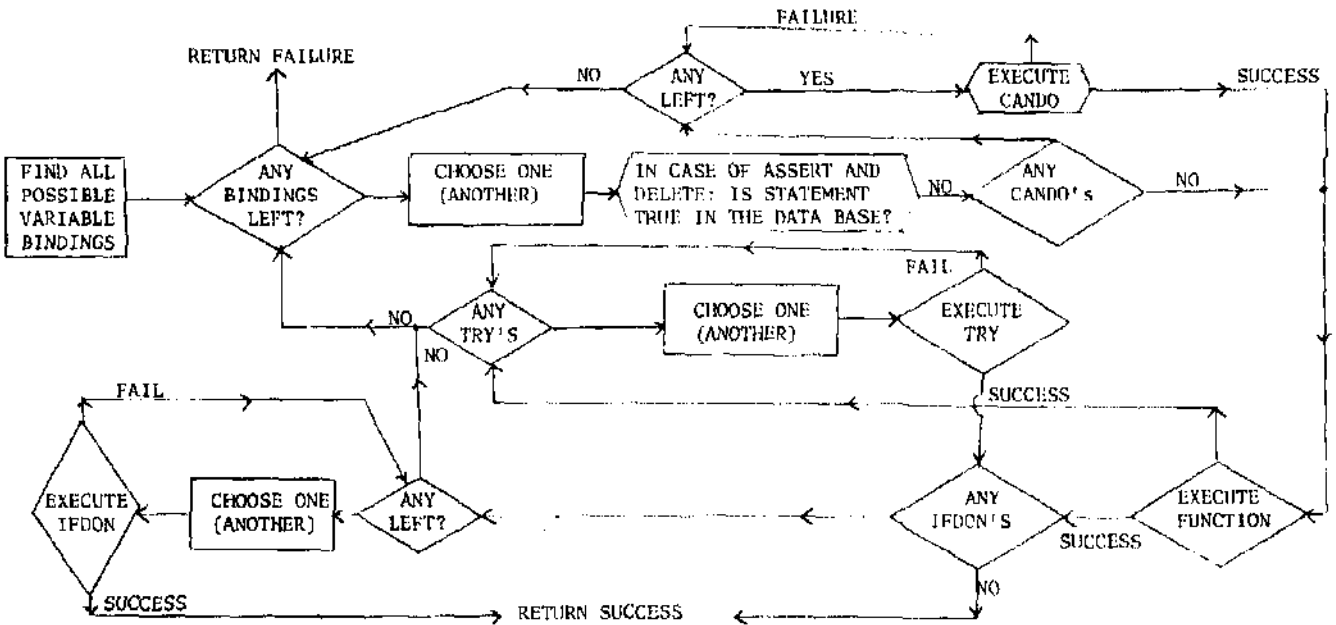 FAILURE
RETURN FAILURE
NO
ANY
LEFT?
YES
EXECUTE
CANDO
SUCCESS
FIND ALL
POSSIBLE
VARIABLE
BINDINGS
ANY
BINDINGS
LEFT?
CHOOSE ONE
(ANOTHER)
IN CASE OF ASSERT AND
DELETE: IS STATEMENT
TRUE IN THE DATA BASE?
NO
ANY
CANDO's
NO
FAIL
NO
ANY
TRY'S
CHOOSE ONE
(ANOTHER)
EXECUTE
TRY
NO
FAIL
SUCCESS
EXECUTE
IFDON
CHOOSE ONE
(ANOTHER)
ANY
LEFT?
ANY
IFDON'S
SUCCESS
EXECUTE
FUNCTION
NO
SUCCESS
RETURN SUCCESS